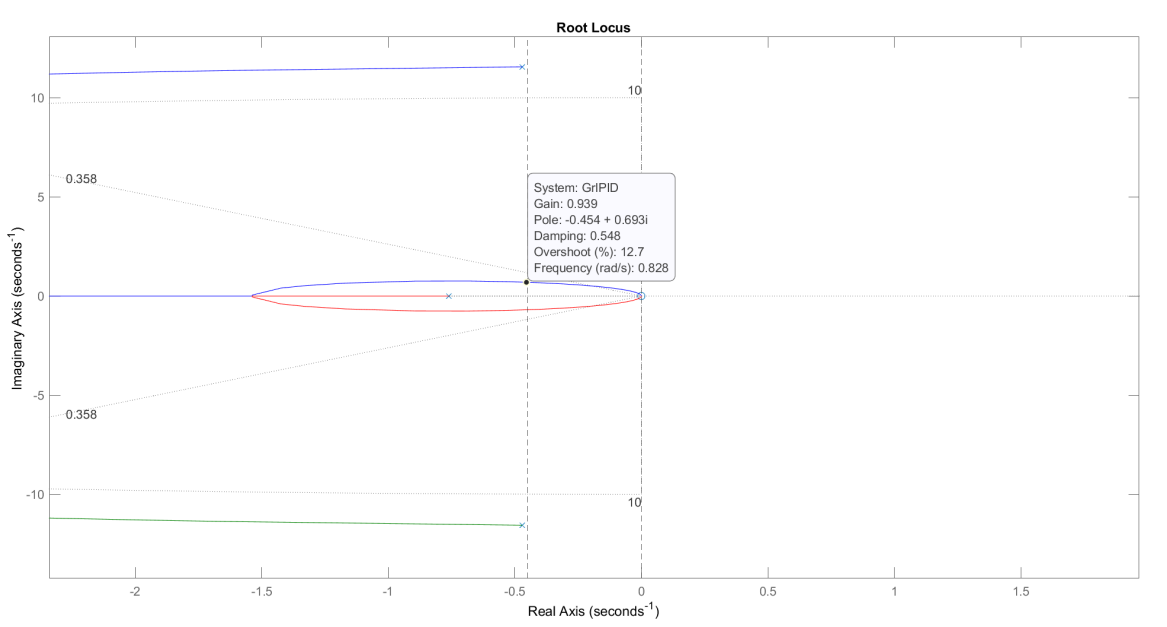 Root Locus
10
10
0.358
System: GrIPID
Gain: 0.939
Pole: -0.454 + 0.693i
Damping: 0.548
Overshoot (%): 12.7
Frequency (rad/s): 0.828
5
0
-5
0.358
-10
10
Imaginary Axis (seconds-1)
-2
-1.5
-1
-0.5
0
0.5
1
1.5
Real Axis (seconds-1)